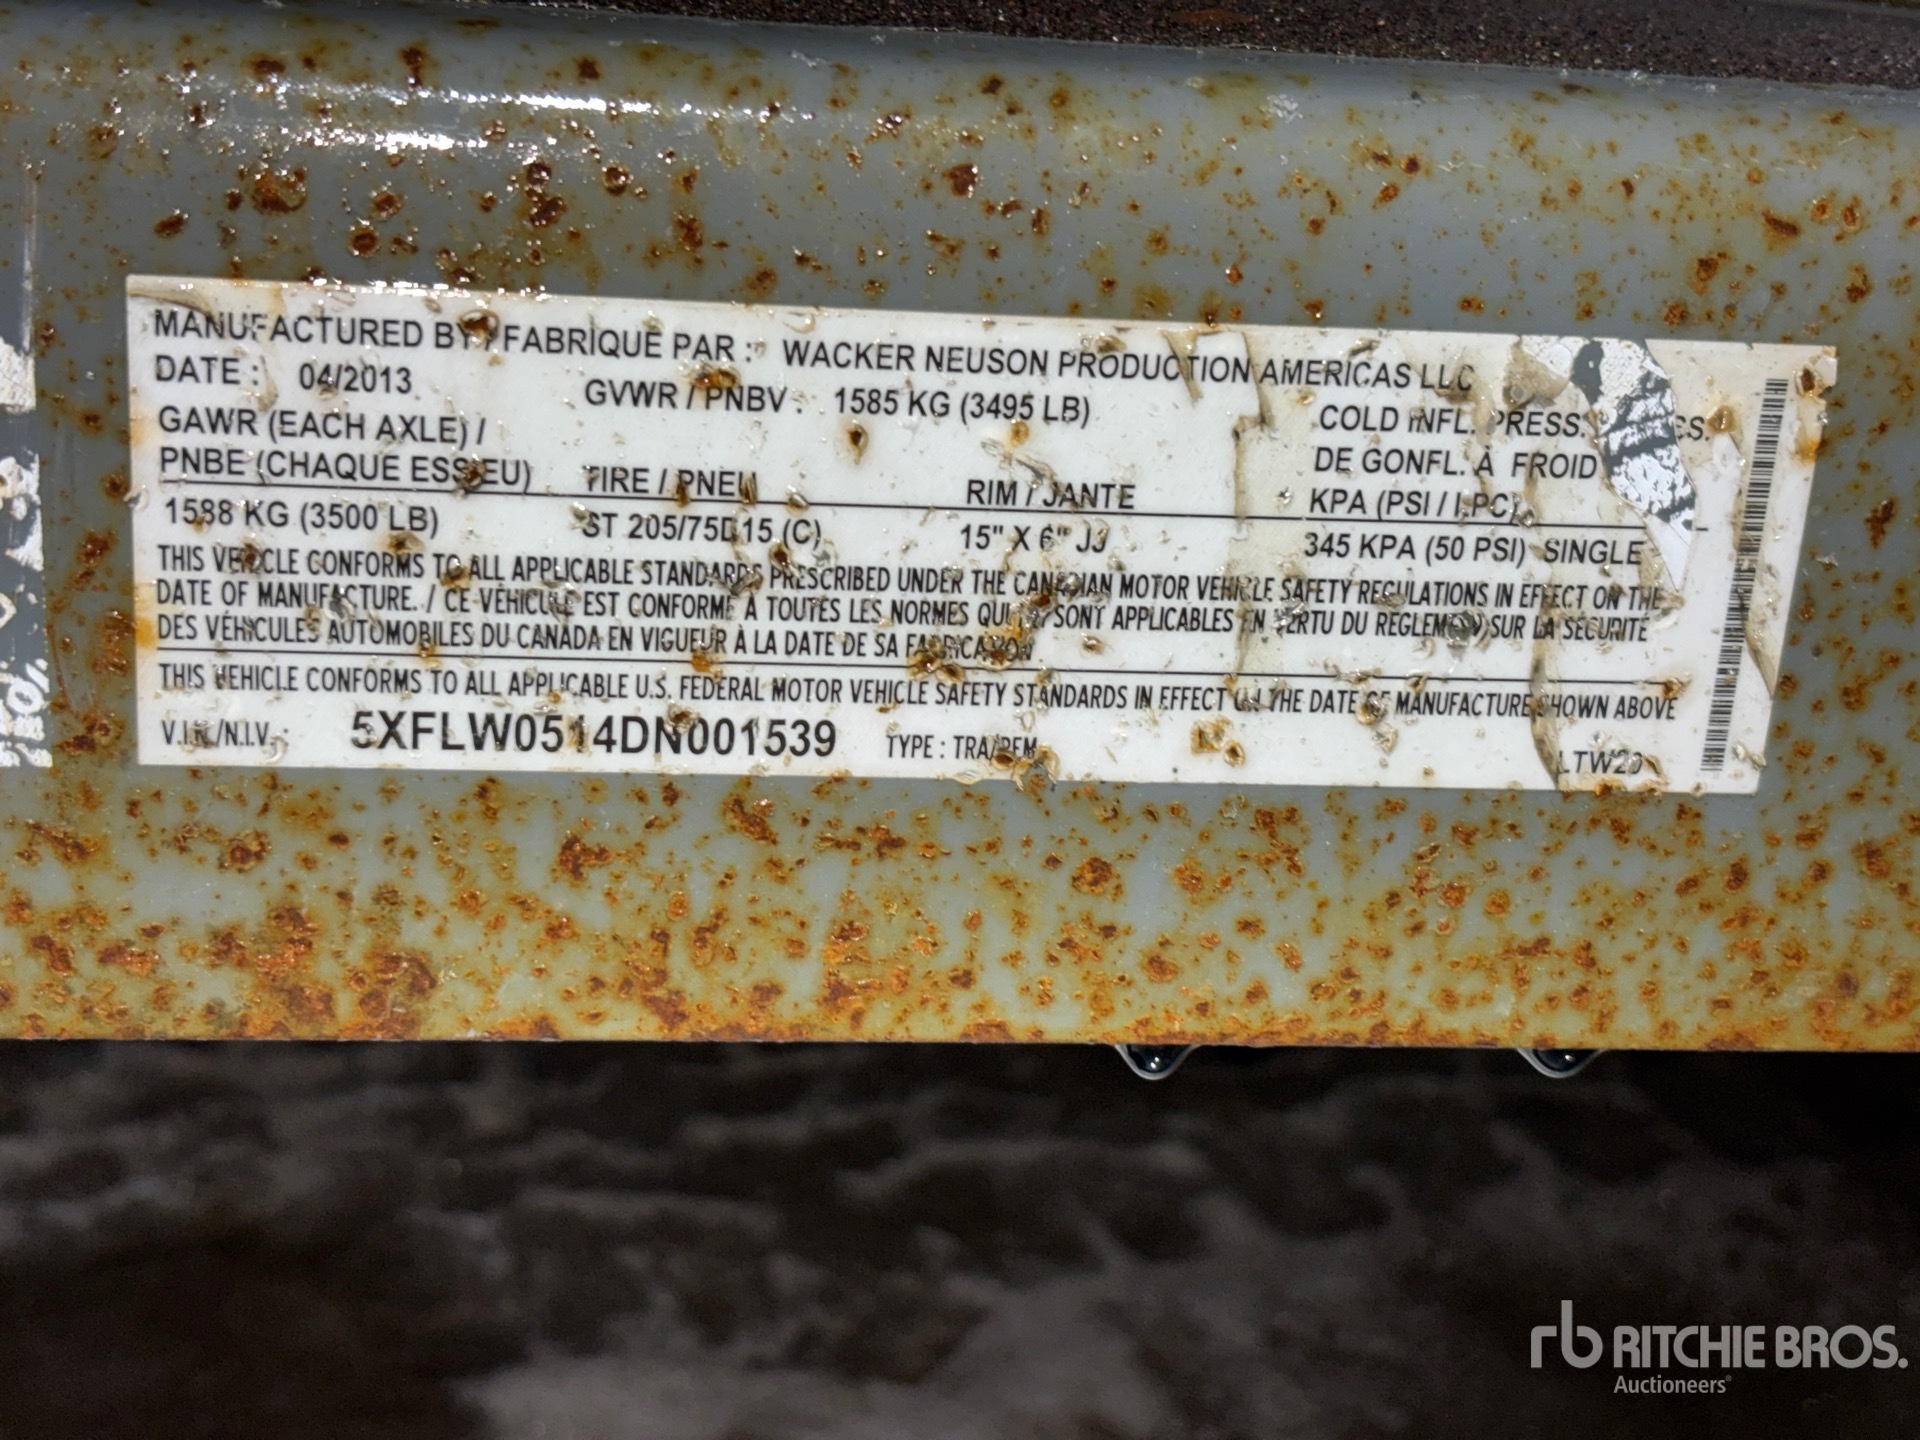 MANUFACTURED BY / FABRIQUE PAR : WACKER NEUSON PRODUCTION AMERICAS LLC
DATE : 04/2013 GVWR / PNBV : 1585 KG (3495 LB)
GAWR (EACH AXLE) / COLD INFL. PRESS.
PNBE (CHAQUE ESSIEU) TIRE / PNEU RIM / JANTE DE GONFL. À FROID
KPA (PSI / LPC)
1588 KG (3500 LB) ST 205/75D15 (C) 15" X 6" JJ 345 KPA (50 PSI) SINGLE
THIS VEHICLE CONFORMS TO ALL APPLICABLE STANDARDS PRESCRIBED UNDER THE CANADIAN MOTOR VEHICLE SAFETY REGULATIONS IN EFFECT ON THE
DATE OF MANUFACTURE. / CE VÉHICULE EST CONFORME À TOUTES LES NORMES QUI LUI SONT APPLICABLES EN VERTU DU RÈGLEMENT SUR LA SÉCURITÉ
DES VÉHICULES AUTOMOBILES DU CANADA EN VIGUEUR À LA DATE DE SA FABRICATION
THIS VEHICLE CONFORMS TO ALL APPLICABLE U.S. FEDERAL MOTOR VEHICLE SAFETY STANDARDS IN EFFECT ON THE DATE OF MANUFACTURE SHOWN ABOVE
V.I.N./N.I.V. : 5XFLW0514DN001539 TYPE : TRA/REM LTW20
rb RITCHIE BROS.
Auctioneers